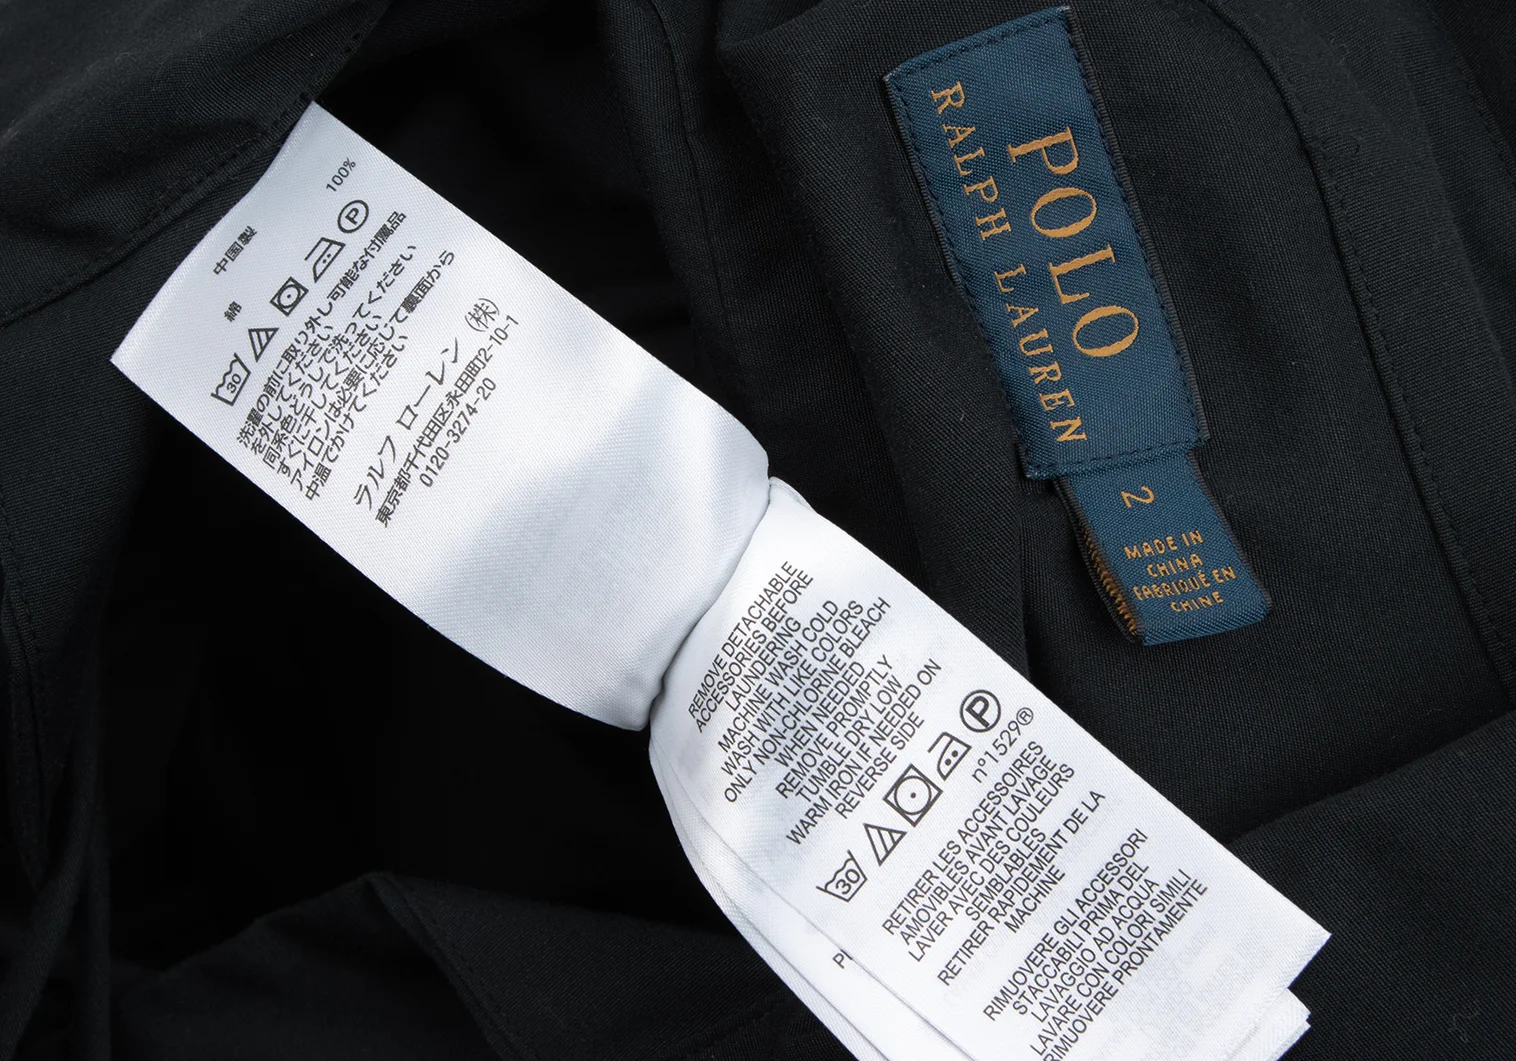 100%
中国製
綿
30
P
洗濯の前に取り外し可能な付属品
を外してください
同系色どうしで洗ってください
すぐに干してください
アイロンは必要に応じて裏面から
中温でかけてください
ラルフ ローレン (株)
東京都千代田区永田町2-10-1
0120-3274-20
POLO
RALPH LAUREN
2
MADE IN
CHINA
FABRIQUÉ EN
CHINE
REMOVE DETACHABLE
ACCESSORIES BEFORE
LAUNDERING
MACHINE WASH COLD
WASH WITH LIKE COLORS
ONLY NON-CHLORINE BLEACH
WHEN NEEDED
REMOVE PROMPTLY
TUMBLE DRY LOW
WARM IRON IF NEEDED ON
REVERSE SIDE
30
P
n°1529®
RETIRER LES ACCESSOIRES
AMOVIBLES AVANT LAVAGE
LAVER AVEC DES COULEURS
SEMBLABLES
RETIRER RAPIDEMENT DE LA
MACHINE
RIMUOVERE GLI ACCESSORI
STACCABILI PRIMA DEL
LAVAGGIO AD ACQUA
LAVARE CON COLORI SIMILI
RIMUOVERE PRONTAMENTE